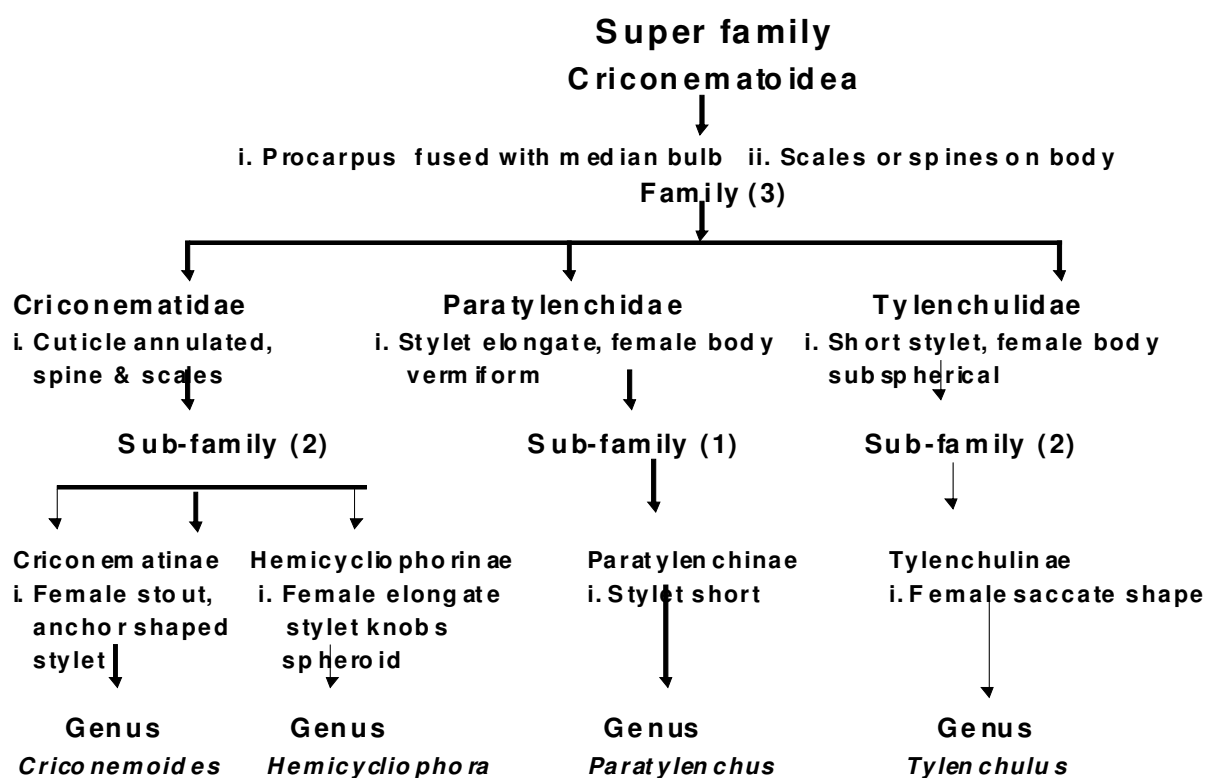 Super family
Criconematoidea
i. Procarpus fused with median bulb ii. Scales or spines on body
Family (3)
Criconematidae
i. Cuticle annulated,
spine & scales
Paratylenchidae
i. Stylet elongate, female body
vermiform
Tylenchulidae
i. Short stylet, female body
subspherical
Sub-family (2)
Sub-family (1)
Sub-family (2)
Criconematinae
i. Female stout,
anchor shaped
stylet
Hemicycliophorinae
i. Female elongate
stylet knobs
spheroid
Paratylenchinae
i. Stylet short
Tylenchulinae
i. Female saccate shape
Genus
Criconemoides
Genus
Hemicycliophora
Genus
Paratylenchus
Genus
Tylenchulus